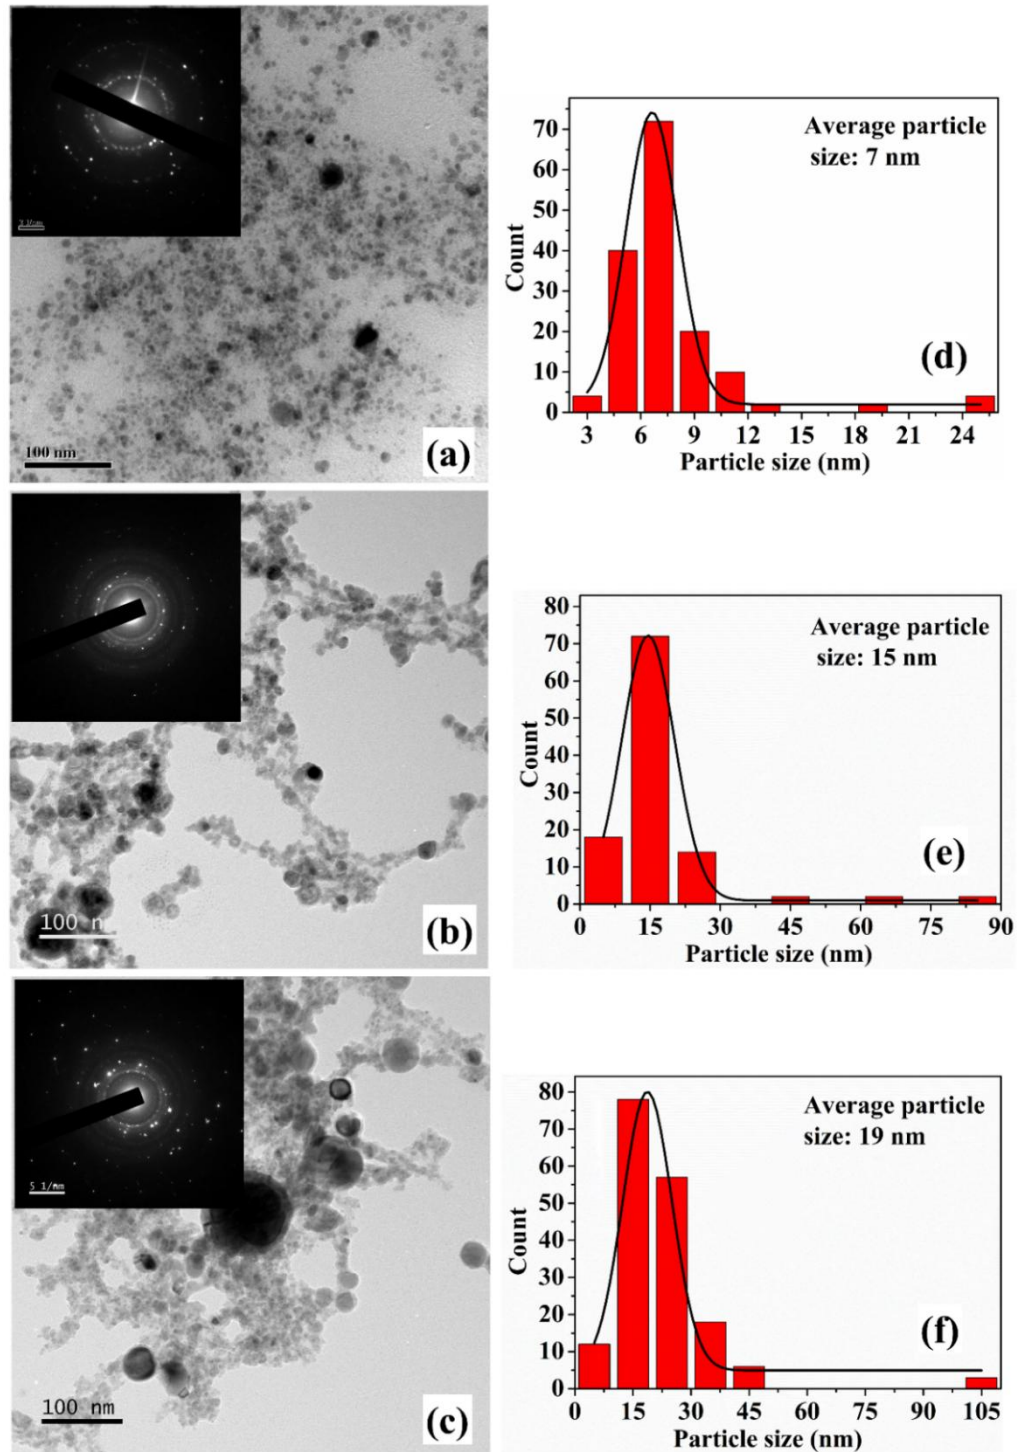 100 nm
(a)
70
60
50
40
30
20
10
0
Count
Average particle
size: 7 nm
(d)
3 6 9 12 15 18 21 24
Particle size (nm)
100 nm
(b)
80
70
60
50
40
30
20
10
0
Count
Average particle
size: 15 nm
(e)
0 15 30 45 60 75 90
Particle size (nm)
5 1/nm
100 nm
(c)
80
70
60
50
40
30
20
10
0
Count
Average particle
size: 19 nm
(f)
0 15 30 45 60 75 90 105
Particle size (nm)